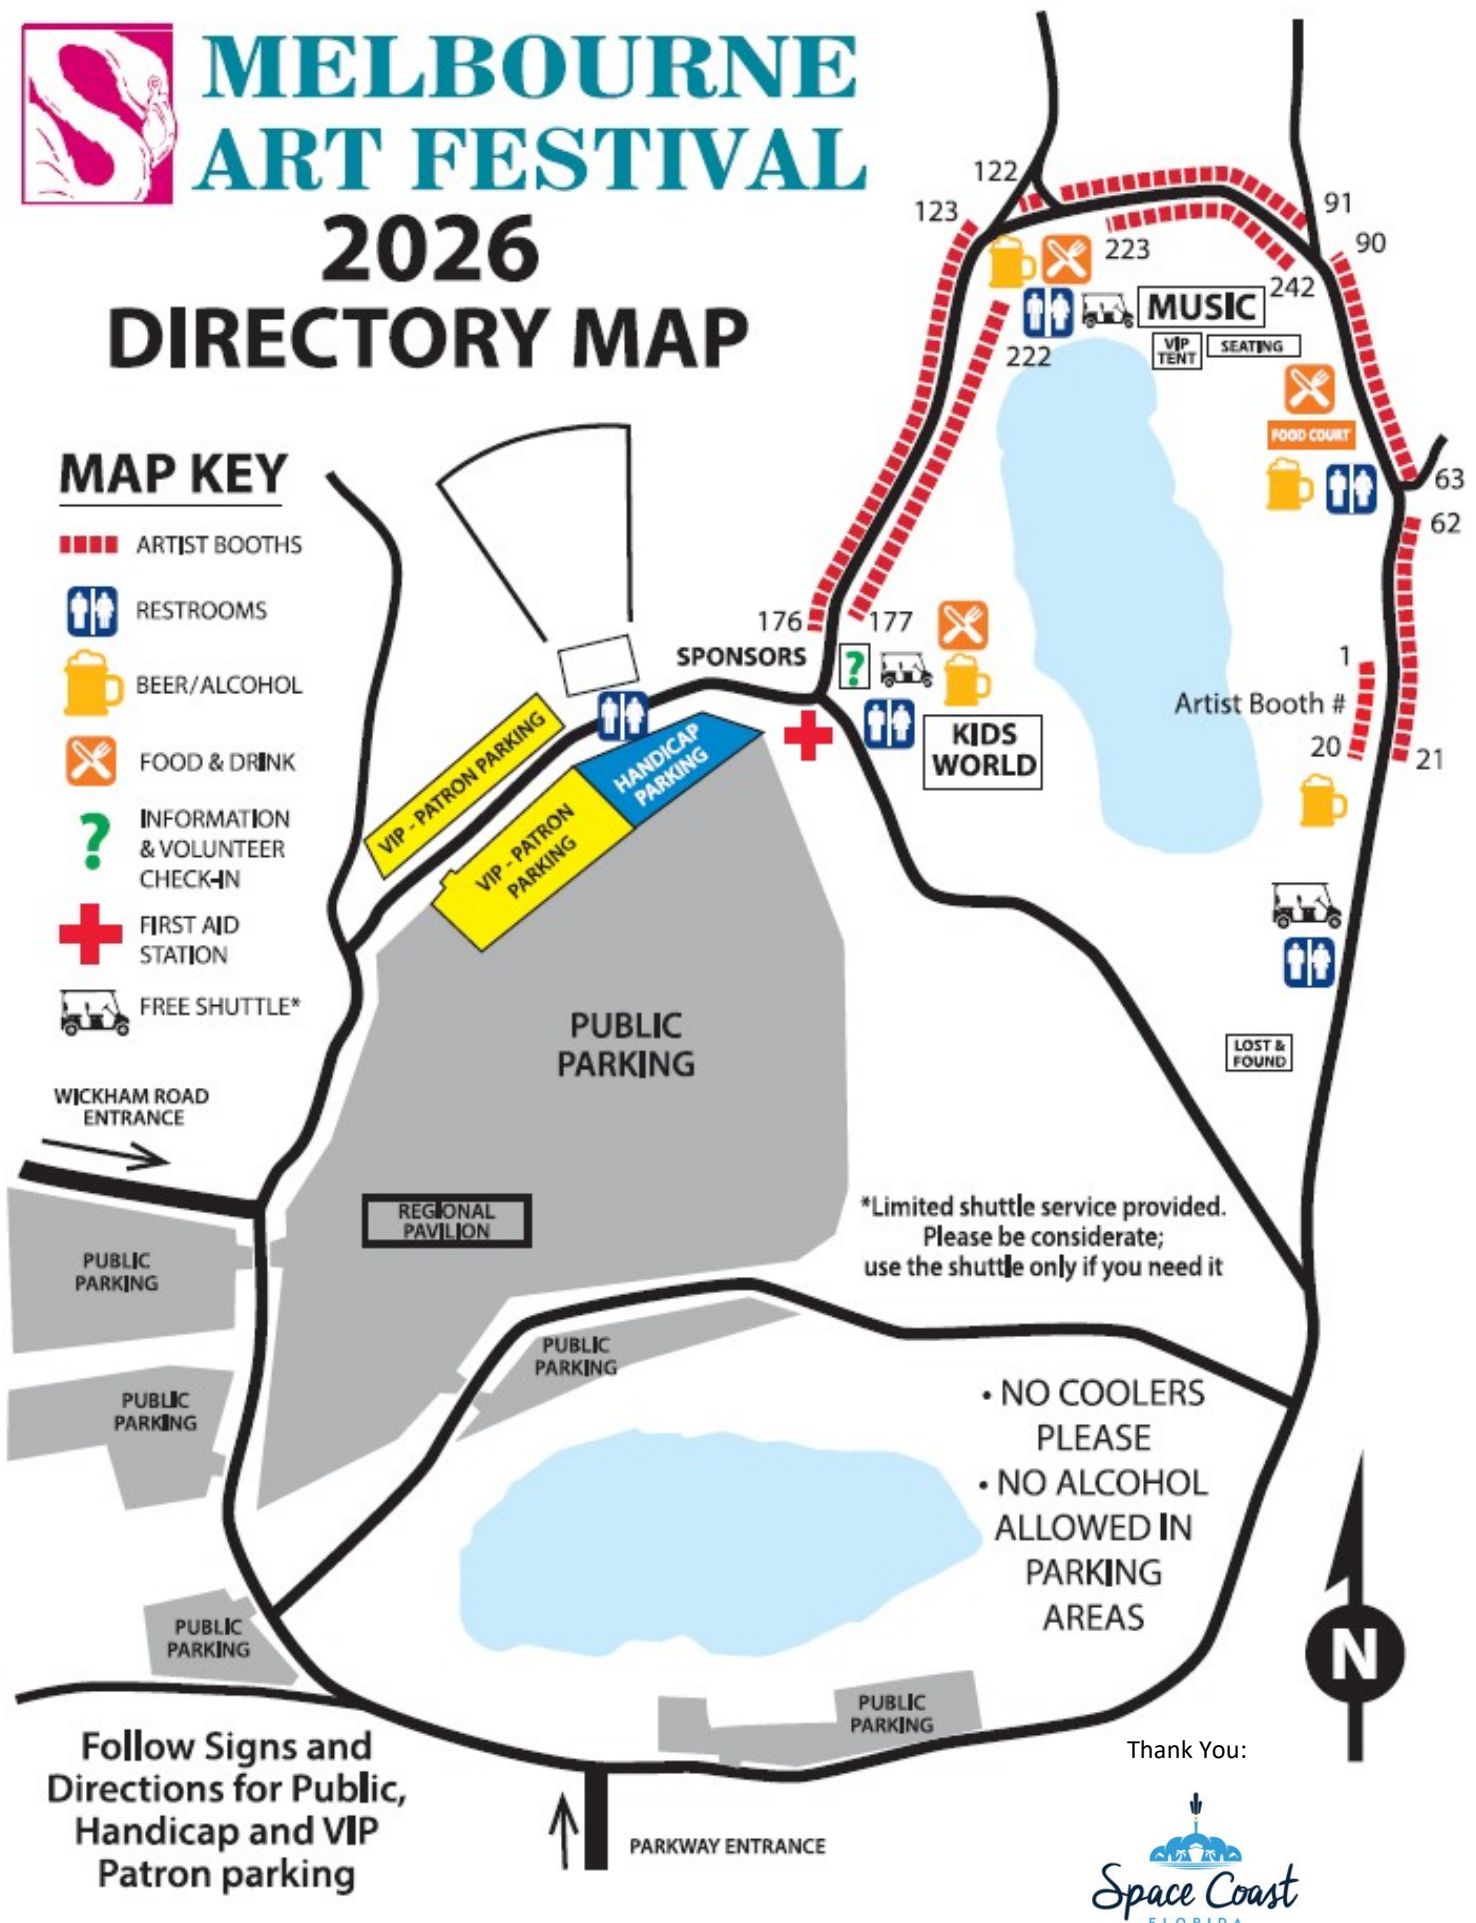 MELBOURNE
ART FESTIVAL
2026
DIRECTORY MAP
MAP KEY
ARTIST BOOTHS
RESTROOMS
BEER/ALCOHOL
FOOD & DRINK
INFORMATION
& VOLUNTEER
CHECK-IN
FIRST AID
STATION
FREE SHUTTLE*
122
123
91
90
223
242
MUSIC
VIP
TENT
SEATING
222
FOOD COURT
63
62
176
177
SPONSORS
?
1
Artist Booth #
20
21
KIDS
WORLD
VIP - PATRON PARKING
HANDICAP
PARKING
VIP - PATRON
PARKING
PUBLIC
PARKING
LOST &
FOUND
WICKHAM ROAD
ENTRANCE
REGIONAL
PAVILION
*Limited shuttle service provided.
Please be considerate;
use the shuttle only if you need it
PUBLIC
PARKING
PUBLIC
PARKING
PUBLIC
PARKING
• NO COOLERS
PLEASE
• NO ALCOHOL
ALLOWED IN
PARKING
AREAS
PUBLIC
PARKING
N
PUBLIC
PARKING
Follow Signs and
Directions for Public,
Handicap and VIP
Patron parking
PARKWAY ENTRANCE
Thank You:
Space Coast
FLORIDA